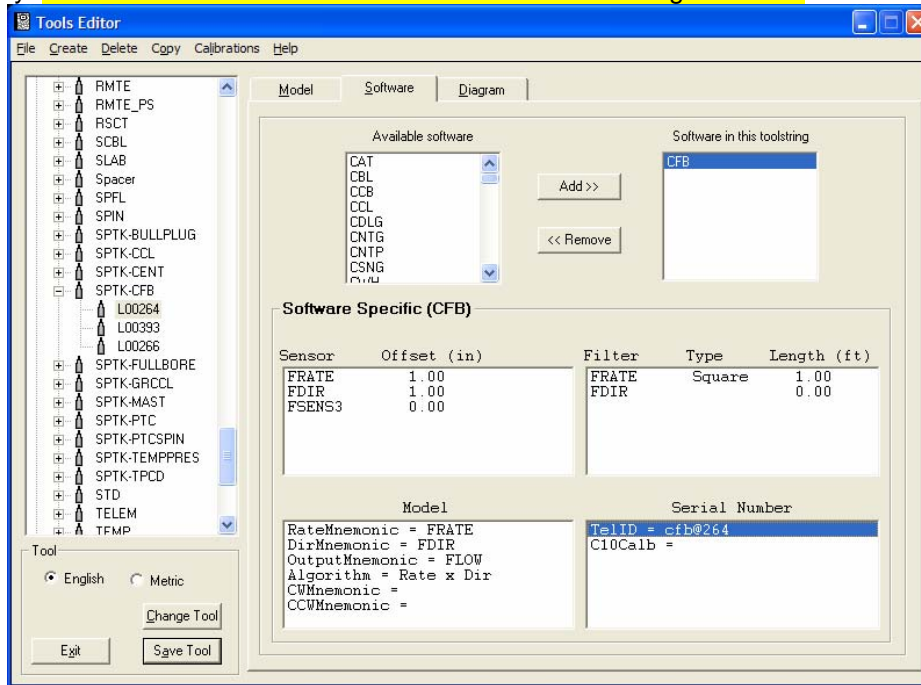 Tools Editor
File Create Delete Copy Calibrations Help
RMTE
RMTE_PS
RSCT
SCBL
SLAB
Spacer
SPFL
SPIN
SPTK-BULLPLUG
SPTK-CCL
SPTK-CENT
SPTK-CFB
L00264
L00393
L00266
SPTK-FULLBORE
SPTK-GRCCL
SPTK-MAST
SPTK-PTC
SPTK-PTCSPIN
SPTK-TEMPPRES
SPTK-TPCD
STD
TELEM
TEMP
Tool
English Metric
Change Tool
Exit Save Tool
Model Software Diagram
Available software
CAT
CBL
CCB
CCL
CDLG
CNTG
CNTP
CSNG
CWH
Add >>
<< Remove
Software in this toolstring
CFB
Software Specific (CFB)
Sensor Offset (in)
FRATE 1.00
FDIR 1.00
FSENS3 0.00
Filter Type Length (ft)
FRATE Square 1.00
FDIR 0.00
Model
RateMnemonic = FRATE
DirMnemonic = FDIR
OutputMnemonic = FLOW
Algorithm = Rate x Dir
CWMnemonic =
CCWMnemonic =
Serial Number
TelID = cfb@264
C10Calb =